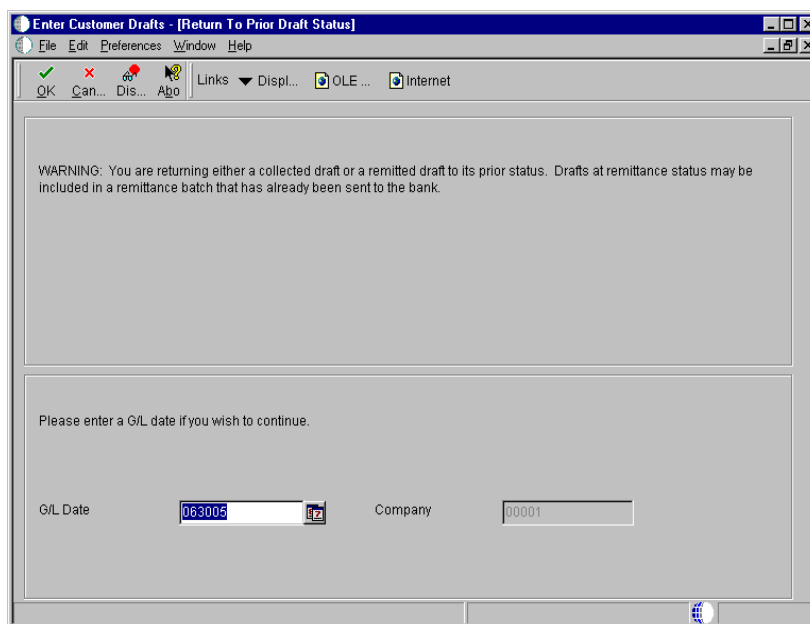 Enter Customer Drafts - [Return To Prior Draft Status]
File Edit Preferences Window Help
OK Can... Dis... Abo Links Displ... OLE ... Internet
WARNING: You are returning either a collected draft or a remitted draft to its prior status. Drafts at remittance status may be
included in a remittance batch that has already been sent to the bank.
Please enter a G/L date if you wish to continue.
G/L Date 063005 Company 00001